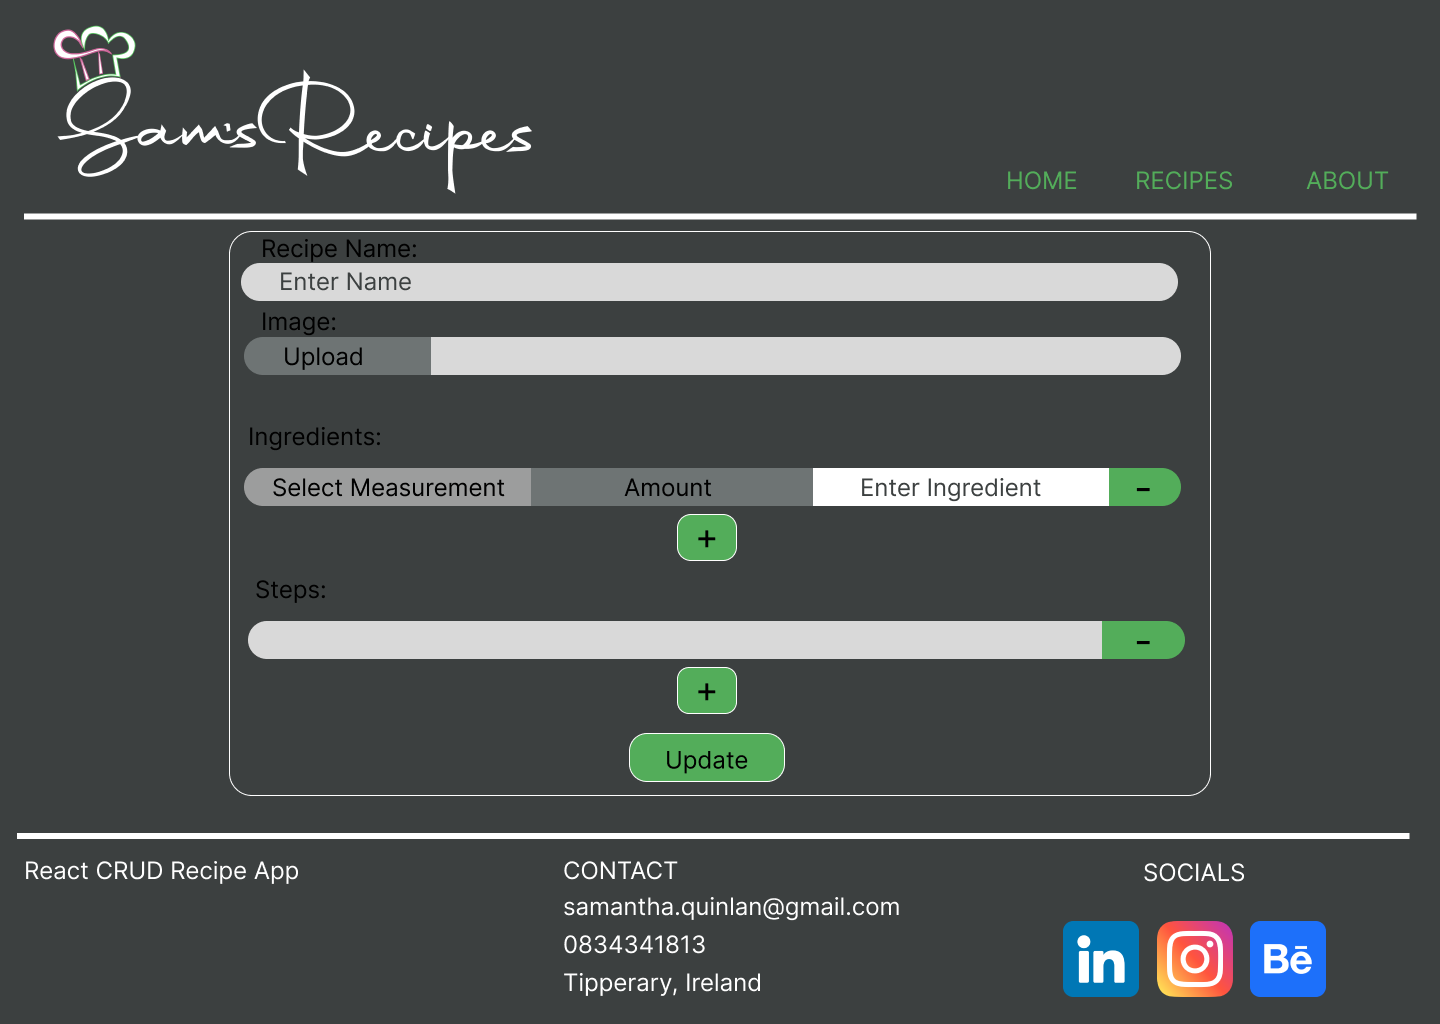 Sam's Recipes
HOME RECIPES ABOUT
Recipe Name:
Enter Name
Image:
Upload
Ingredients:
Select Measurement Amount Enter Ingredient -
+
Steps:
-
+
Update
React CRUD Recipe App
CONTACT
samantha.quinlan@gmail.com
0834341813
Tipperary, Ireland
SOCIALS
in Bē